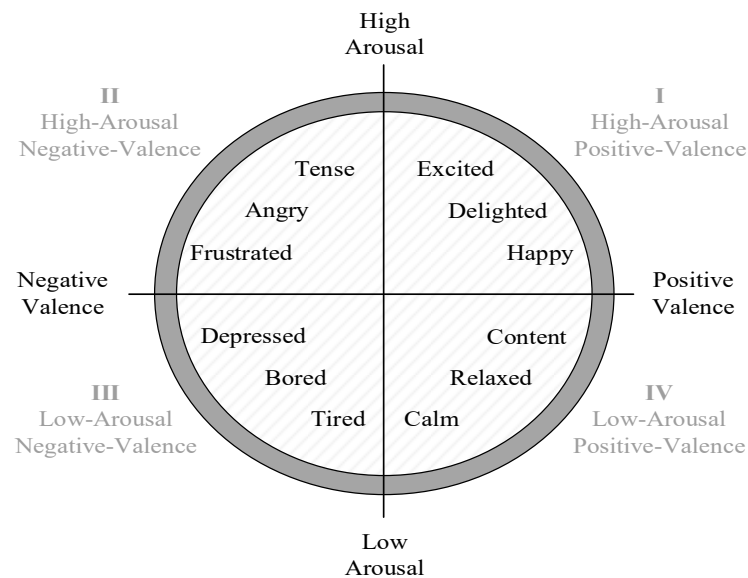 High
Arousal
II
High-Arousal
Negative-Valence
I
High-Arousal
Positive-Valence
Tense
Excited
Angry
Delighted
Frustrated
Happy
Negative
Valence
Positive
Valence
Depressed
Content
Bored
Relaxed
Tired
Calm
III
Low-Arousal
Negative-Valence
IV
Low-Arousal
Positive-Valence
Low
Arousal